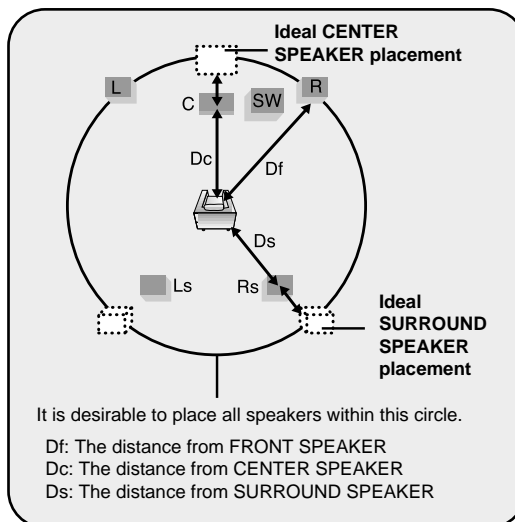 Ideal CENTER
SPEAKER placement
L
C
SW
R
Dc
Df
Ds
Ls
Rs
Ideal
SURROUND
SPEAKER
placement
It is desirable to place all speakers within this circle.
Df: The distance from FRONT SPEAKER
Dc: The distance from CENTER SPEAKER
Ds: The distance from SURROUND SPEAKER